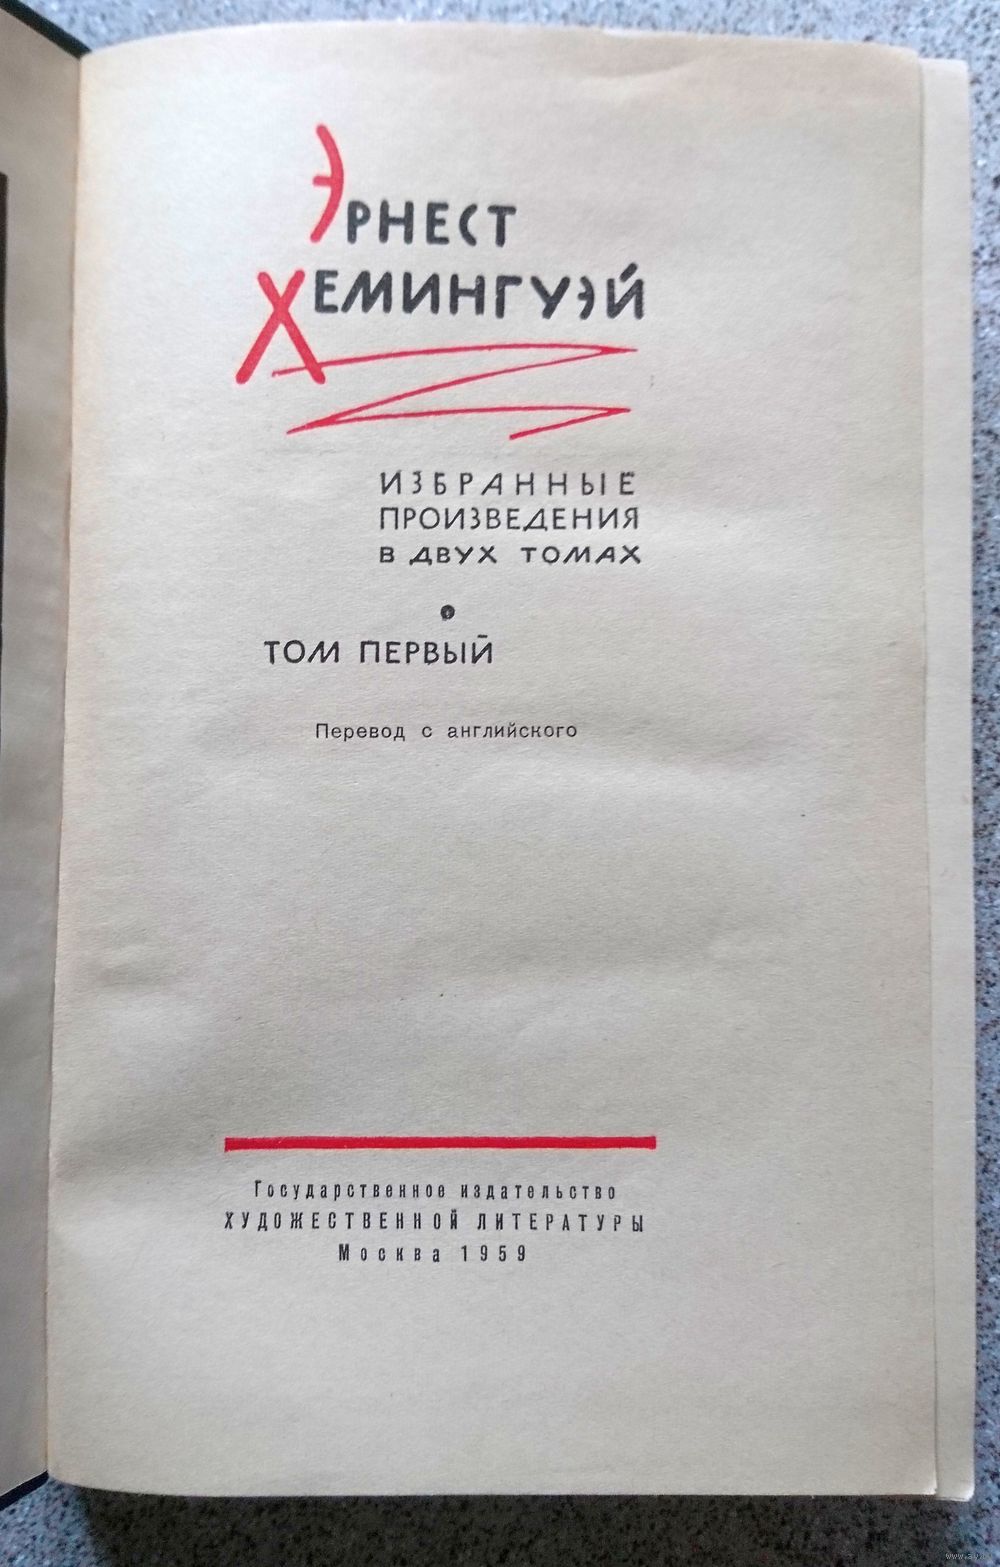 ЭРНЕСТ
ХЕМИНГУЭЙ
ИЗБРАННЫЕ
ПРОИЗВЕДЕНИЯ
В ДВУХ ТОМАХ
ТОМ ПЕРВЫЙ
Перевод с английского
Государственное издательство
ХУДОЖЕСТВЕННОЙ ЛИТЕРАТУРЫ
Москва 1959